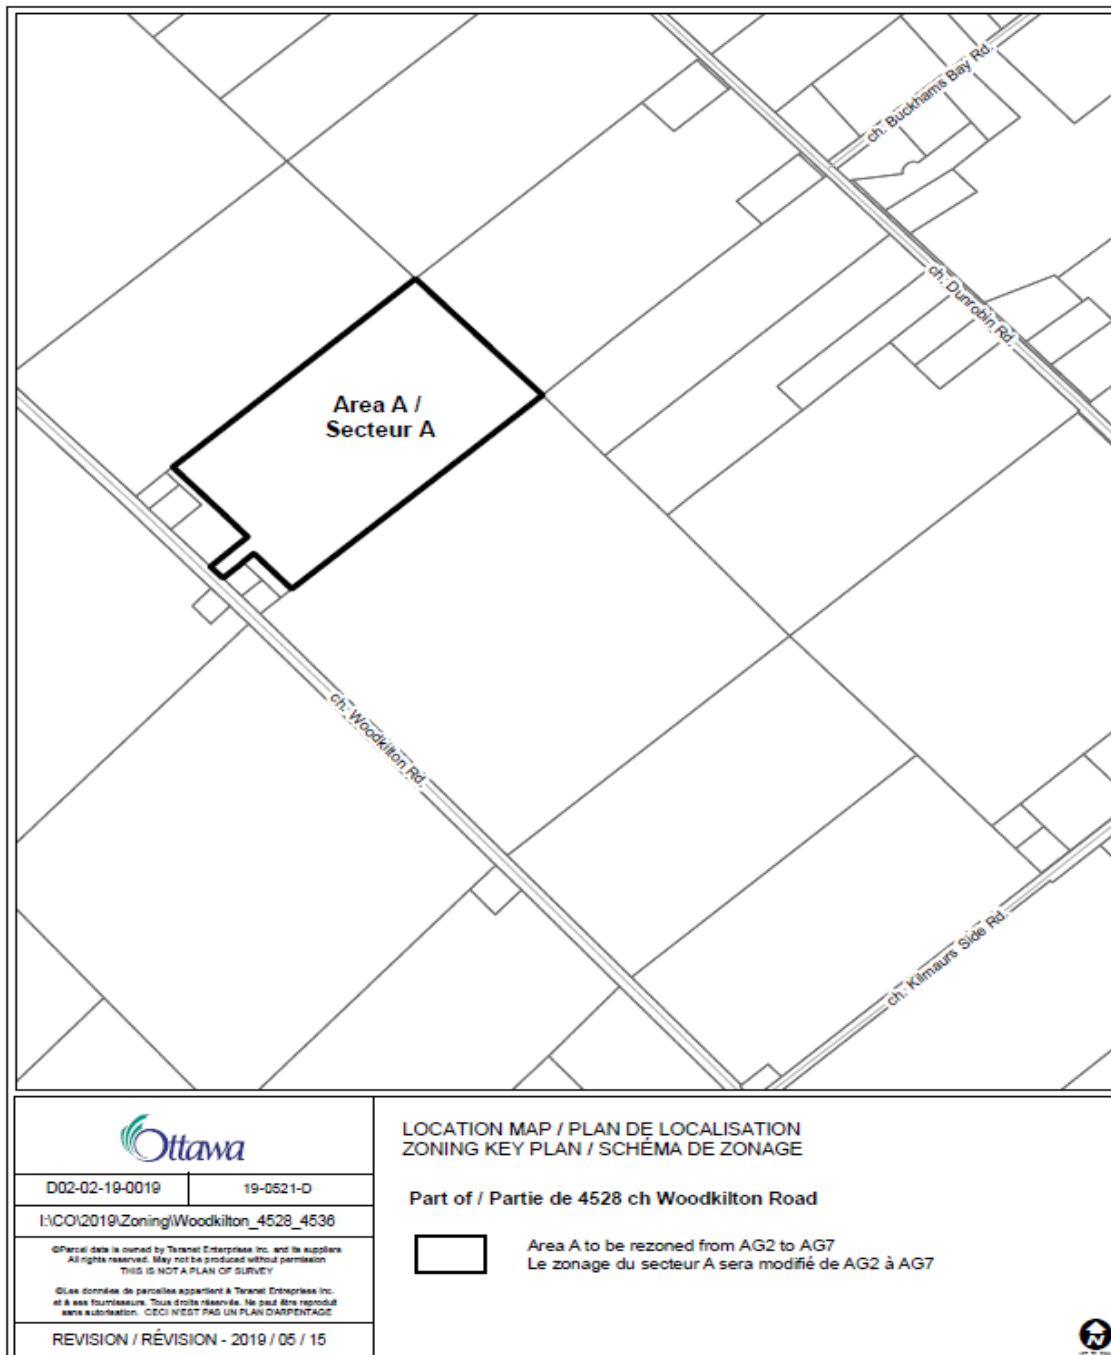 ch. Buckhams Bay Rd.
ch. Dunrobin Rd.
Area A /
Secteur A
ch. Woodkilton Rd.
ch. Kilmaurs Side Rd.
Ottawa
D02-02-19-0019
19-0521-D
I:\CO\2019\Zoning\Woodkilton_4528_4536
©Parcel data is owned by Teranet Enterprises Inc. and its suppliers
All rights reserved. May not be produced without permission
THIS IS NOT A PLAN OF SURVEY
©Les données de parcelles appartient à Teranet Entreprises Inc.
et à ses fournisseurs. Tous droits réservés. Ne peut être reproduit
sans autorisation. CECI N'EST PAS UN PLAN D'ARPENTAGE
REVISION / RÉVISION - 2019 / 05 / 15
LOCATION MAP / PLAN DE LOCALISATION
ZONING KEY PLAN / SCHÉMA DE ZONAGE
Part of / Partie de 4528 ch Woodkilton Road
Area A to be rezoned from AG2 to AG7
Le zonage du secteur A sera modifié de AG2 à AG7
N